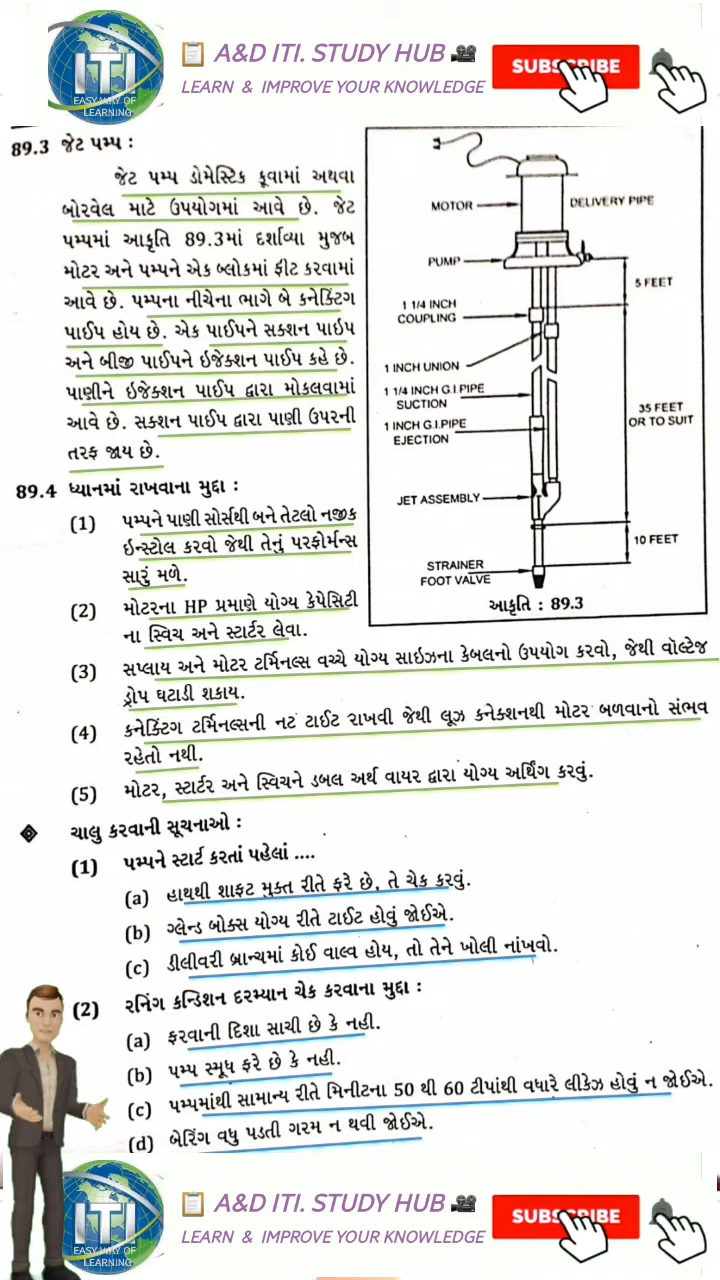 ITI
EASY WAY OF
LEARNING
📋 A&D ITI. STUDY HUB 🎥
LEARN & IMPROVE YOUR KNOWLEDGE
SUBSCRIBE
89.3 જેટ પમ્પ :
જેટ પમ્પ ડોમેસ્ટિક કૂવામાં અથવા
બોરવેલ માટે ઉપયોગમાં આવે છે. જેટ
પમ્પમાં આકૃતિ 89.3માં દર્શાવ્યા મુજબ
મોટર અને પમ્પને એક બ્લોકમાં ફીટ કરવામાં
આવે છે. પમ્પના નીચેના ભાગે બે કનેક્ટિંગ
પાઈપ હોય છે. એક પાઈપને સક્શન પાઇપ
અને બીજી પાઈપને ઇજેક્શન પાઈપ કહે છે.
પાણીને ઇજેક્શન પાઈપ દ્વારા મોકલવામાં
આવે છે. સક્શન પાઈપ દ્વારા પાણી ઉપરની
તરફ જાય છે.
MOTOR
DELIVERY PIPE
PUMP
5 FEET
1 1/4 INCH
COUPLING
1 INCH UNION
1 1/4 INCH G.I.PIPE
SUCTION
1 INCH G.I.PIPE
EJECTION
35 FEET
OR TO SUIT
JET ASSEMBLY
10 FEET
STRAINER
FOOT VALVE
આકૃતિ : 89.3
89.4 ધ્યાનમાં રાખવાના મુદ્દા :
(1) પમ્પને પાણી સોર્સથી બને તેટલો નજીક
ઇન્સ્ટોલ કરવો જેથી તેનું પરફોર્મન્સ
સારું મળે.
(2) મોટરના HP પ્રમાણે યોગ્ય કેપેસિટી
ના સ્વિચ અને સ્ટાર્ટર લેવા.
(3) સપ્લાય અને મોટર ટર્મિનલ્સ વચ્ચે યોગ્ય સાઇઝના કેબલનો ઉપયોગ કરવો, જેથી વૉલ્ટેજ
ડ્રોપ ઘટાડી શકાય.
(4) કનેક્ટિંગ ટર્મિનલ્સની નટ ટાઈટ રાખવી જેથી લૂઝ કનેક્શનથી મોટર બળવાનો સંભવ
રહેતો નથી.
(5) મોટર, સ્ટાર્ટર અને સ્વિચને ડબલ અર્થ વાયર દ્વારા યોગ્ય અર્થિંગ કરવું.
❖ ચાલુ કરવાની સૂચનાઓ :
(1) પમ્પને સ્ટાર્ટ કરતાં પહેલાં ....
(a) હાથથી શાફટ મુક્ત રીતે ફરે છે, તે ચેક કરવું.
(b) ગ્લેન્ડ બોક્સ યોગ્ય રીતે ટાઈટ હોવું જોઈએ.
(c) ડીલીવરી બ્રાન્ચમાં કોઈ વાલ્વ હોય, તો તેને ખોલી નાંખવો.
(2) રનિંગ કન્ડિશન દરમ્યાન ચેક કરવાના મુદ્દા :
(a) ફરવાની દિશા સાચી છે કે નહી.
(b) પમ્પ સ્મૂધ ફરે છે કે નહી.
(c) પમ્પમાંથી સામાન્ય રીતે મિનીટના 50 થી 60 ટીપાંથી વધારે લીકેઝ હોવું ન જોઈએ.
(d) બેરિંગ વધુ પડતી ગરમ ન થવી જોઈએ.
ITI
EASY WAY OF
LEARNING
📋 A&D ITI. STUDY HUB 🎥
LEARN & IMPROVE YOUR KNOWLEDGE
SUBSCRIBE